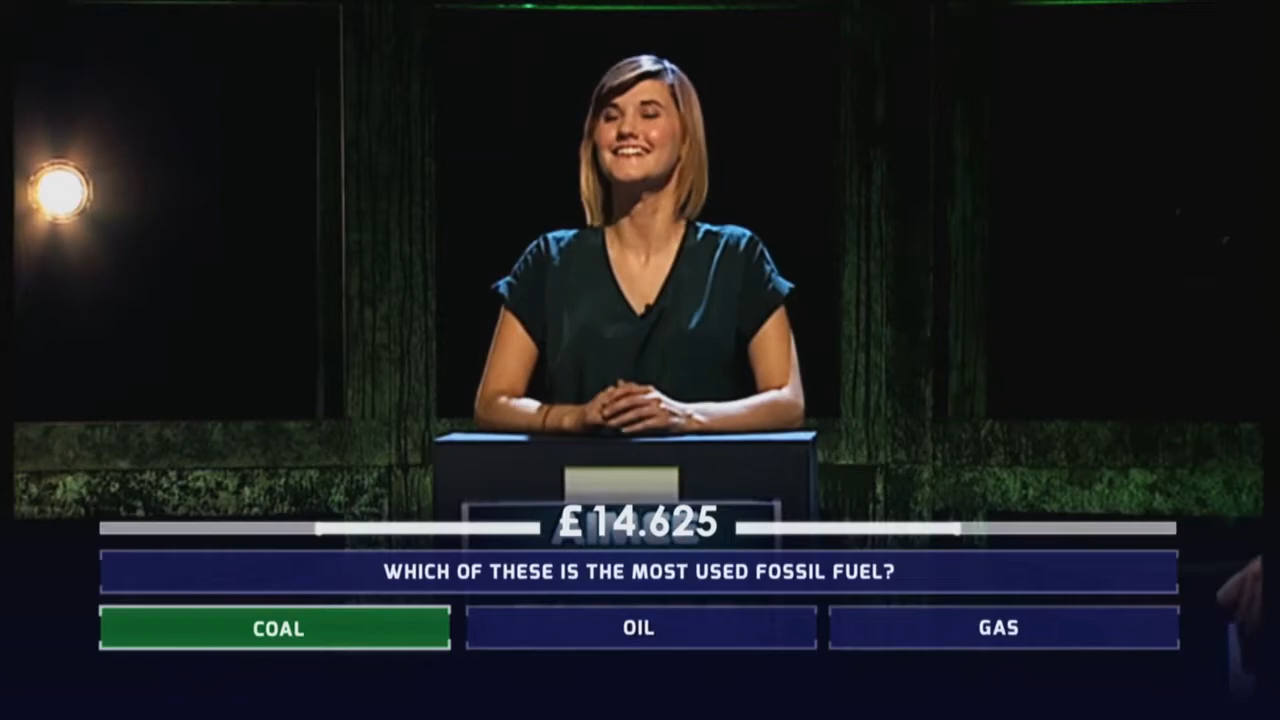 £14.625
WHICH OF THESE IS THE MOST USED FOSSIL FUEL?
COAL
OIL
GAS